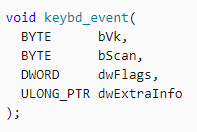 void keybd_event(
  BYTE      bVk,
  BYTE      bScan,
  DWORD     dwFlags,
  ULONG_PTR dwExtraInfo
);